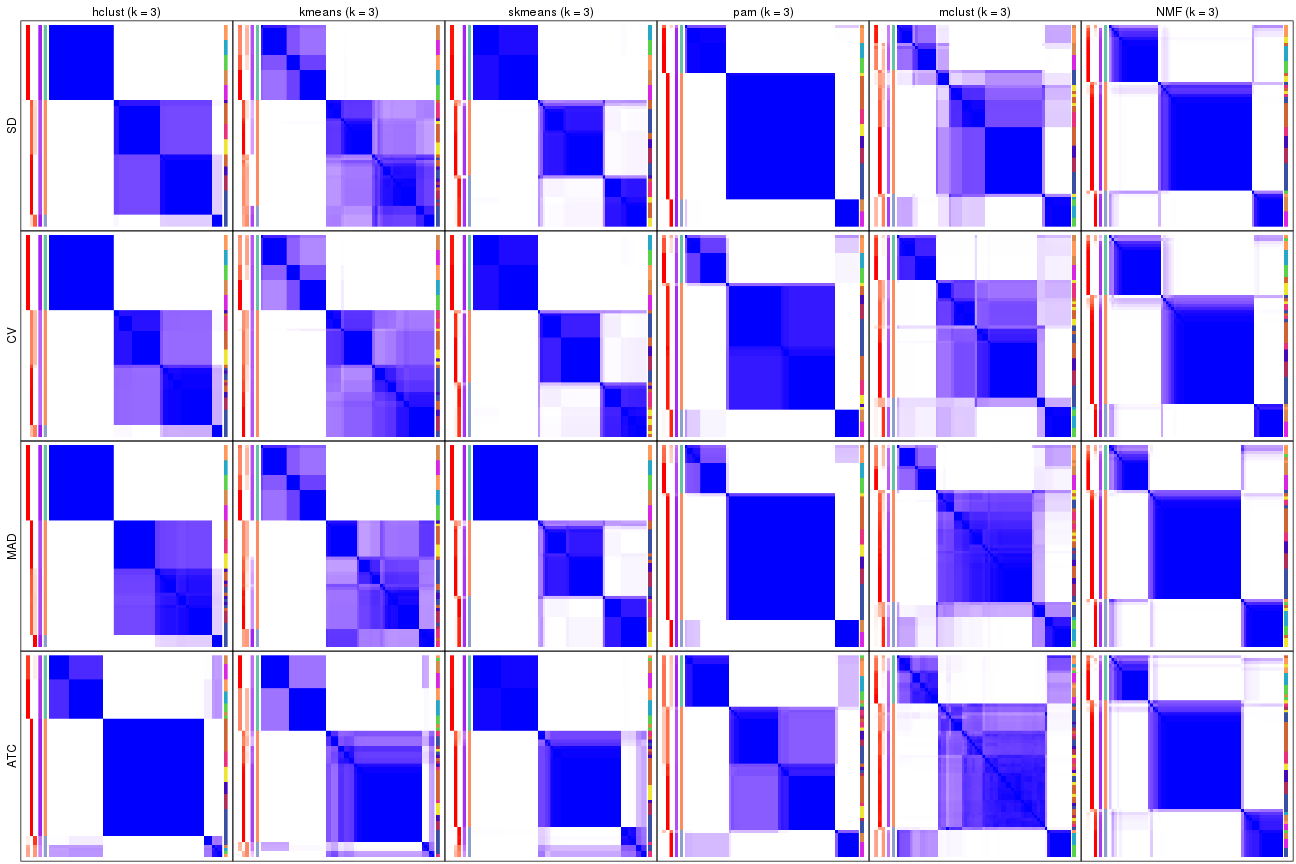 hclust (k = 3) kmeans (k = 3) skmeans (k = 3) pam (k = 3) mclust (k = 3) NMF (k = 3)
SD
CV
MAD
ATC